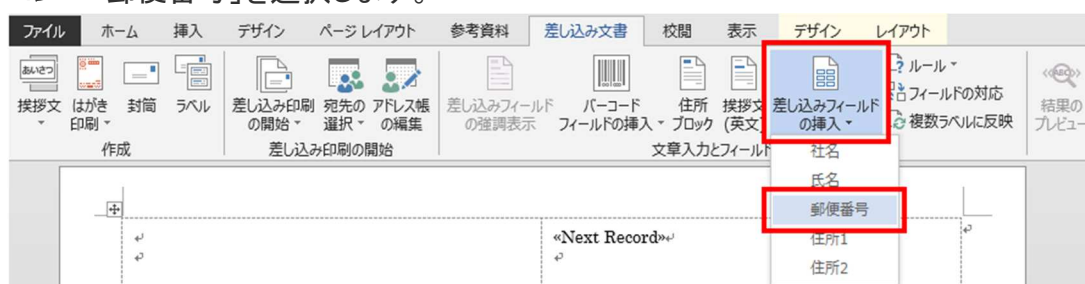 郵便番号」を選択します。
ファイル ホーム 挿入 デザイン ページ レイアウト 参考資料 差し込み文書 校閲 表示 デザイン レイアウト
あいさつ
挨拶文 はがき印刷 封筒 ラベル 差し込み印刷の開始 宛先の選択 アドレス帳の編集 差し込みフィールドの強調表示 バーコードフィールドの挿入 住所ブロック 挨拶文(英文) 差し込みフィールドの挿入
ルール
フィールドの対応
複数ラベルに反映
«ABC»
結果の
プレビュー
作成 差し込み印刷の開始 文章入力とフィールド
社名
氏名
郵便番号
住所1
住所2
«Next Record»